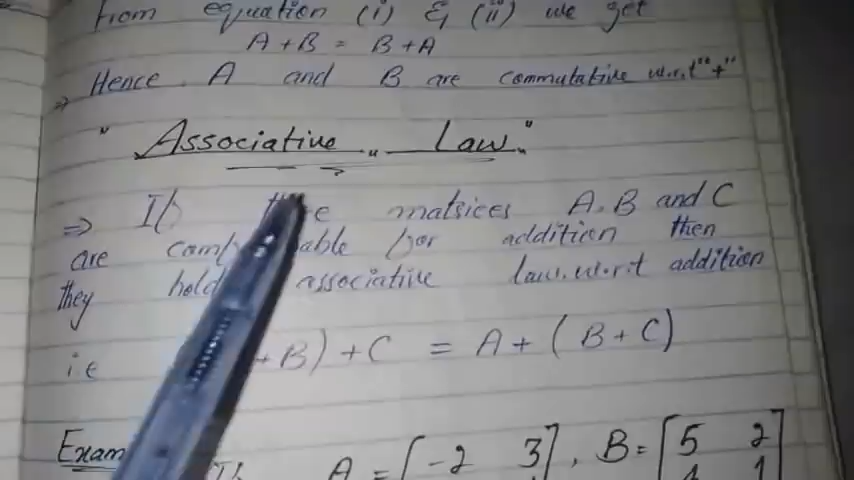 From equation (i) & (ii) we get
A+B = B+A
⇒ Hence A and B are commutative w.r.t "+"
"Associative Law."
⇒ If matrices A, B and C
are for addition then
they hold associative law w.r.t addition
i.e + B) + C = A + (B + C)
A = [-2 3], B = [5 2